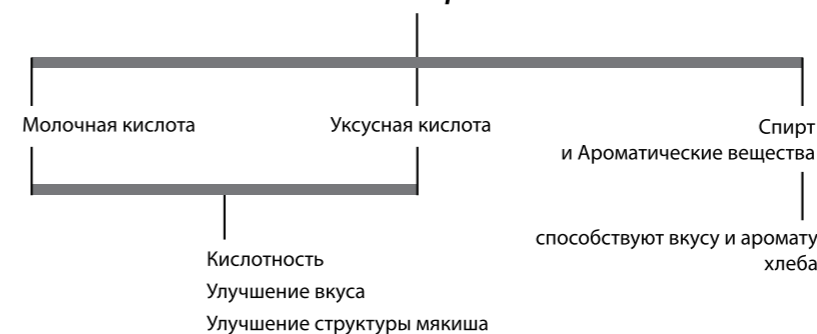 Молочная кислота
Уксусная кислота
Спирт
и Ароматические вещества
Кислотность
Улучшение вкуса
Улучшение структуры мякиша
способствуют вкусу и аромату
хлеба